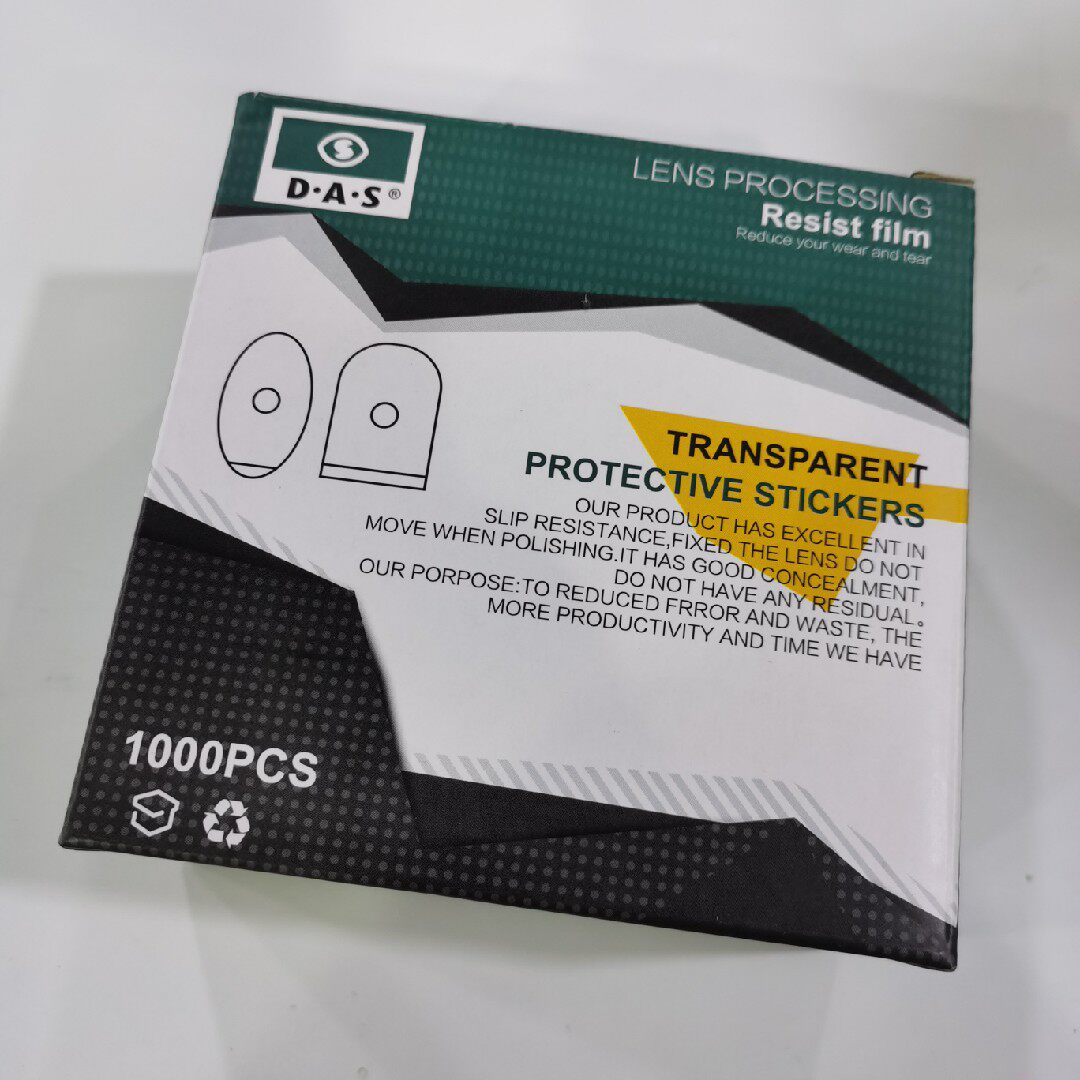 S
D·A·S®
LENS PROCESSING
Resist film
Reduce your wear and tear
TRANSPARENT
PROTECTIVE STICKERS
OUR PRODUCT HAS EXCELLENT IN
SLIP RESISTANCE,FIXED THE LENS DO NOT
MOVE WHEN POLISHING.IT HAS GOOD CONCEALMENT,
DO NOT HAVE ANY RESIDUAL。
OUR PORPOSE:TO REDUCED FRROR AND WASTE, THE
MORE PRODUCTIVITY AND TIME WE HAVE
1000PCS